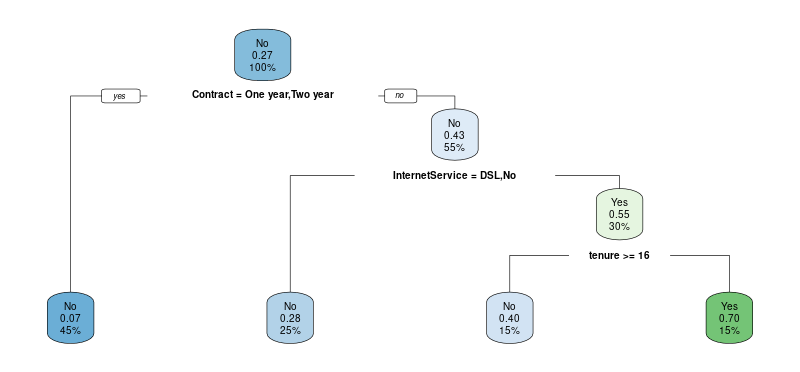 No
0.27
100%
yes
Contract = One year,Two year
no
No
0.43
55%
InternetService = DSL,No
Yes
0.55
30%
tenure >= 16
No
0.07
45%
No
0.28
25%
No
0.40
15%
Yes
0.70
15%